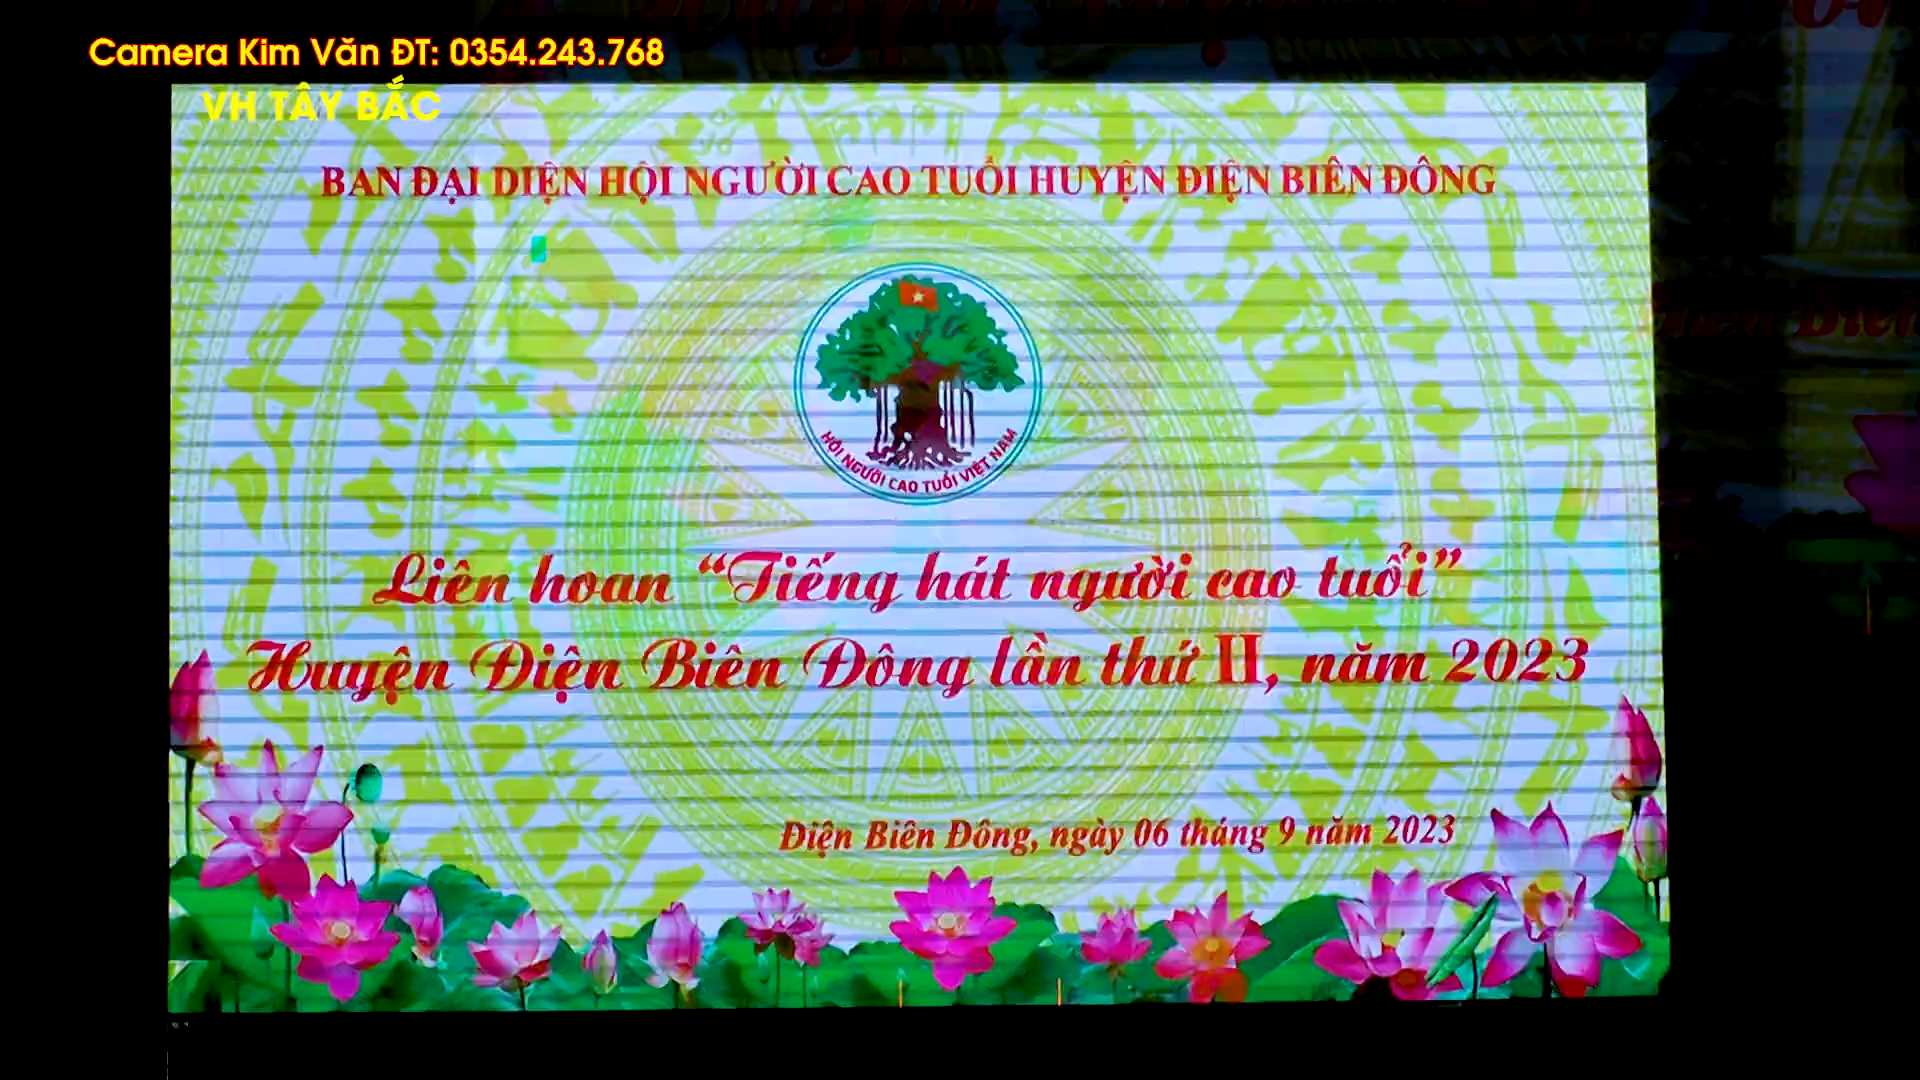 Camera Kim Văn ĐT: 0354.243.768
VH TÂY BẮC
BAN ĐẠI DIỆN HỘI NGƯỜI CAO TUỔI HUYỆN ĐIỆN BIÊN ĐÔNG
HỘI NGƯỜI CAO TUỔI VIỆT NAM
Liên hoan “Tiếng hát người cao tuổi”
Huyện Điện Biên Đông lần thứ II, năm 2023
Điện Biên Đông, ngày 06 tháng 9 năm 2023